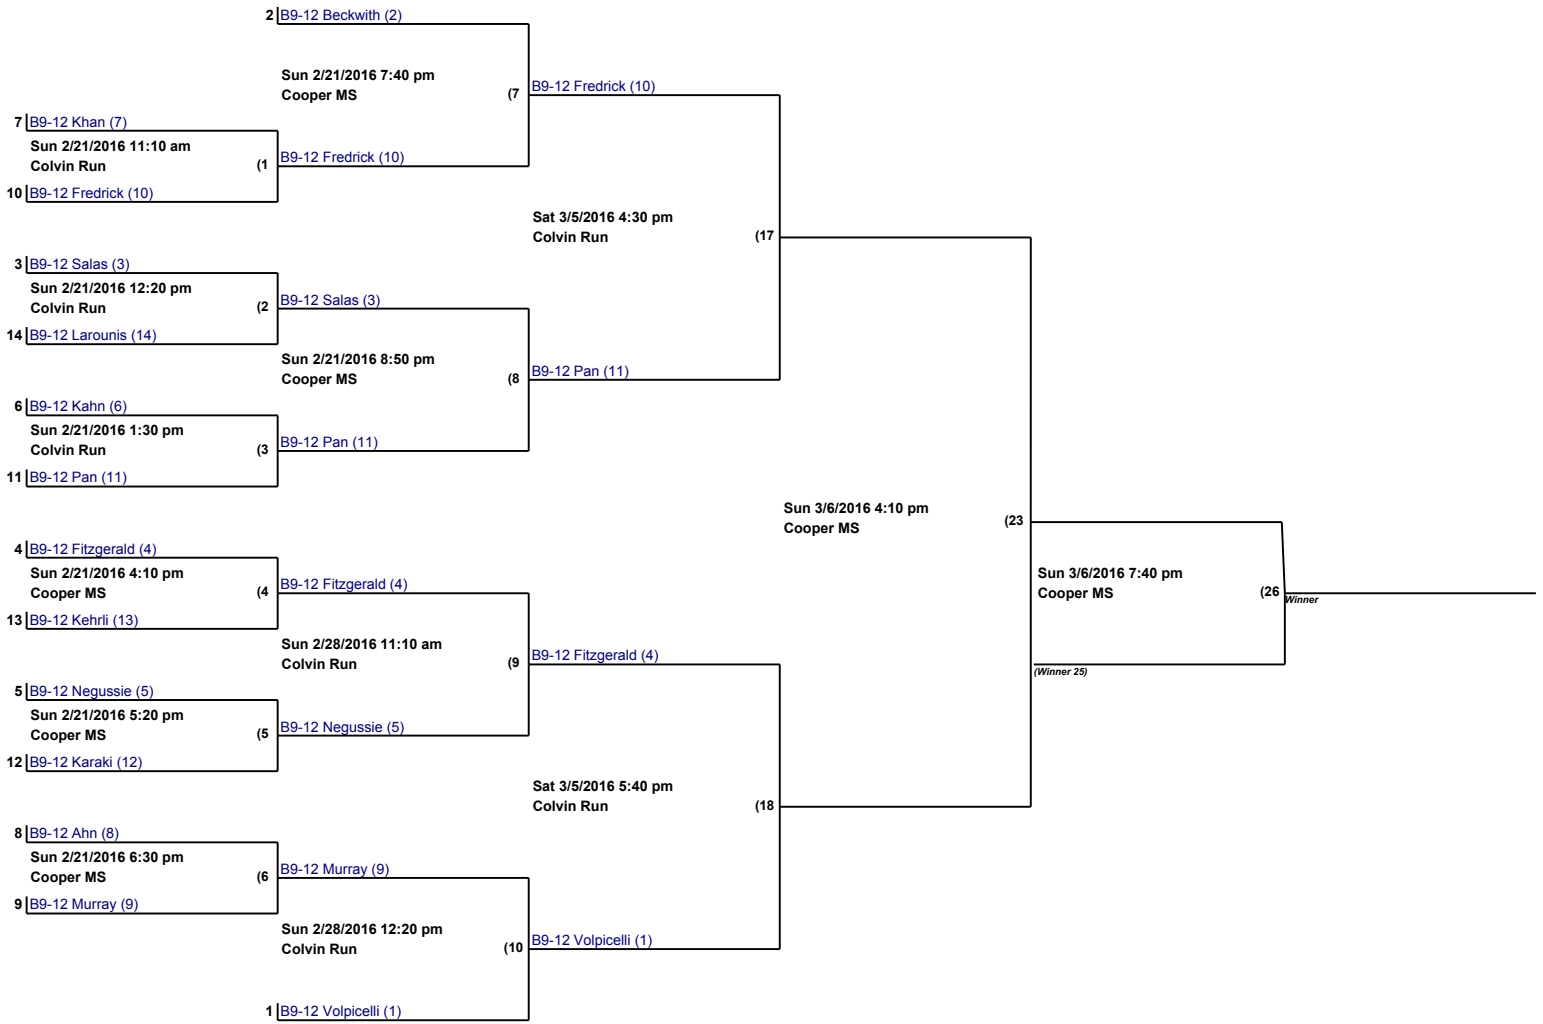 2 B9-12 Beckwith (2)
Sun 2/21/2016 7:40 pm
Cooper MS (7
B9-12 Fredrick (10)
7 B9-12 Khan (7)
Sun 2/21/2016 11:10 am
Colvin Run (1
B9-12 Fredrick (10)
10 B9-12 Fredrick (10)
Sat 3/5/2016 4:30 pm
Colvin Run (17
3 B9-12 Salas (3)
Sun 2/21/2016 12:20 pm
Colvin Run (2
B9-12 Salas (3)
14 B9-12 Larounis (14)
Sun 2/21/2016 8:50 pm
Cooper MS (8
B9-12 Pan (11)
6 B9-12 Kahn (6)
Sun 2/21/2016 1:30 pm
Colvin Run (3
B9-12 Pan (11)
11 B9-12 Pan (11)
Sun 3/6/2016 4:10 pm
Cooper MS (23
4 B9-12 Fitzgerald (4)
Sun 2/21/2016 4:10 pm
Cooper MS (4
B9-12 Fitzgerald (4)
13 B9-12 Kehrli (13)
Sun 3/6/2016 7:40 pm
Cooper MS (26
Winner
Sun 2/28/2016 11:10 am
Colvin Run (9
B9-12 Fitzgerald (4)
(Winner 25)
5 B9-12 Negussie (5)
Sun 2/21/2016 5:20 pm
Cooper MS (5
B9-12 Negussie (5)
12 B9-12 Karaki (12)
Sat 3/5/2016 5:40 pm
Colvin Run (18
8 B9-12 Ahn (8)
Sun 2/21/2016 6:30 pm
Cooper MS (6
B9-12 Murray (9)
9 B9-12 Murray (9)
Sun 2/28/2016 12:20 pm
Colvin Run (10
B9-12 Volpicelli (1)
1 B9-12 Volpicelli (1)